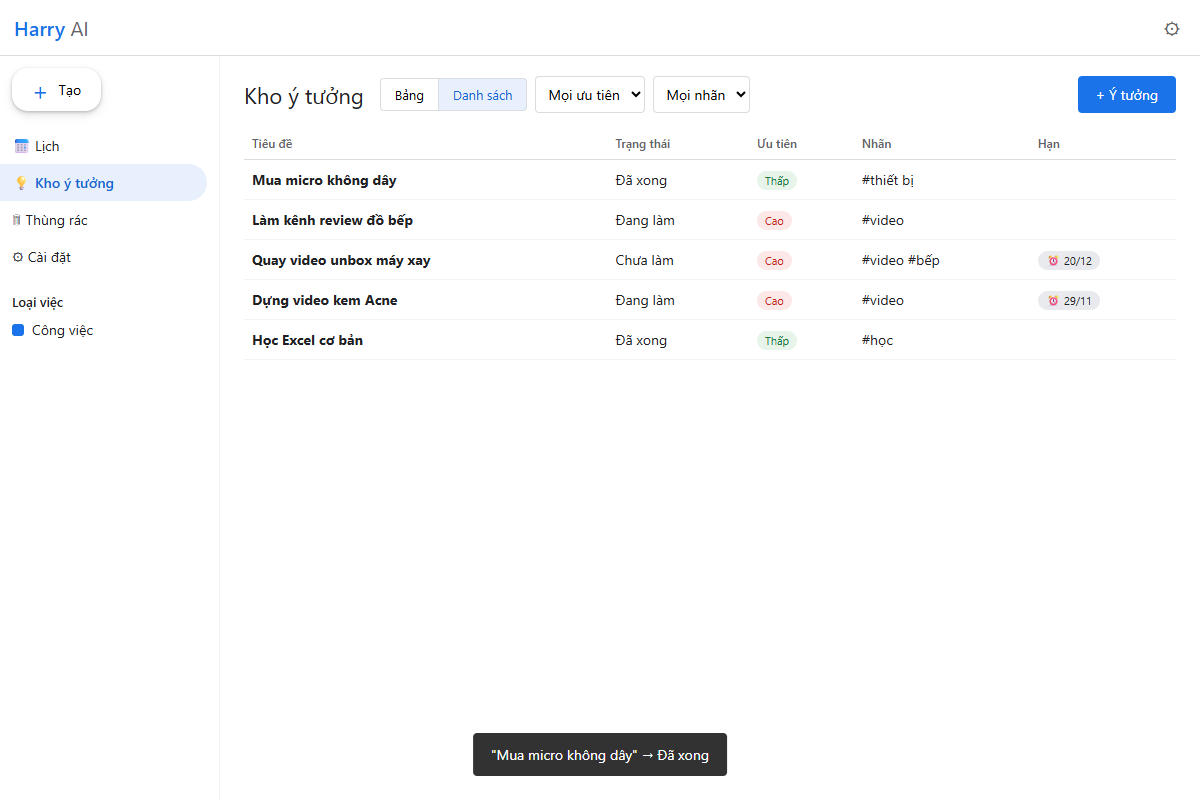 Harry AI
+ Tạo
Lịch
Kho ý tưởng
Thùng rác
Cài đặt
Loại việc
Công việc
Kho ý tưởng Bảng Danh sách Mọi ưu tiên Mọi nhãn + Ý tưởng
Tiêu đề Trạng thái Ưu tiên Nhãn Hạn
Mua micro không dây Đã xong Thấp #thiết bị
Làm kênh review đồ bếp Đang làm Cao #video
Quay video unbox máy xay Chưa làm Cao #video #bếp 20/12
Dựng video kem Acne Đang làm Cao #video 29/11
Học Excel cơ bản Đã xong Thấp #học
"Mua micro không dây" → Đã xong